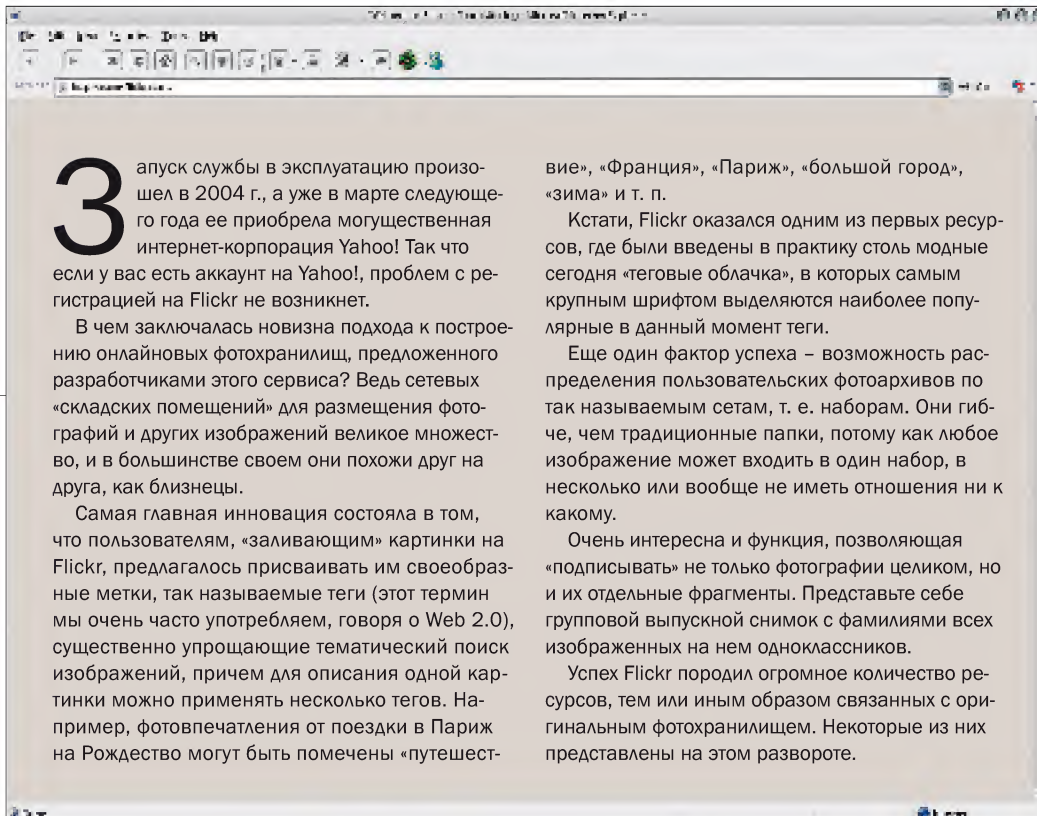 Запуск службы в эксплуатацию произо-
шел в 2004 г., а уже в марте следующе-
го года ее приобрела могущественная
интернет-корпорация Yahoo! Так что
если у вас есть аккаунт на Yahoo!, проблем с ре-
гистрацией на Flickr не возникнет.
В чем заключалась новизна подхода к построе-
нию онлайновых фотохранилищ, предложенного
разработчиками этого сервиса? Ведь сетевых
«складских помещений» для размещения фото-
графий и других изображений великое множест-
во, и в большинстве своем они похожи друг на
друга, как близнецы.
Самая главная инновация состояла в том,
что пользователям, «заливающим» картинки на
Flickr, предлагалось присваивать им своеобраз-
ные метки, так называемые теги (этот термин
мы очень часто употребляем, говоря о Web 2.0),
существенно упрощающие тематический поиск
изображений, причем для описания одной кар-
тинки можно применять несколько тегов. На-
пример, фотовпечатления от поездки в Париж
на Рождество могут быть помечены «путешест-
вие», «Франция», «Париж», «большой город»,
«зима» и т. п.
Кстати, Flickr оказался одним из первых ресур-
сов, где были введены в практику столь модные
сегодня «теговые облачка», в которых самым
крупным шрифтом выделяются наиболее попу-
лярные в данный момент теги.
Еще один фактор успеха – возможность рас-
пределения пользовательских фотоархивов по
так называемым сетам, т. е. наборам. Они гиб-
че, чем традиционные папки, потому как любое
изображение может входить в один набор, в
несколько или вообще не иметь отношения ни к
какому.
Очень интересна и функция, позволяющая
«подписывать» не только фотографии целиком, но
и их отдельные фрагменты. Представьте себе
групповой выпускной снимок с фамилиями всех
изображенных на нем одноклассников.
Успех Flickr породил огромное количество ре-
сурсов, тем или иным образом связанных с ори-
гинальным фотохранилищем. Некоторые из них
представлены на этом развороте.